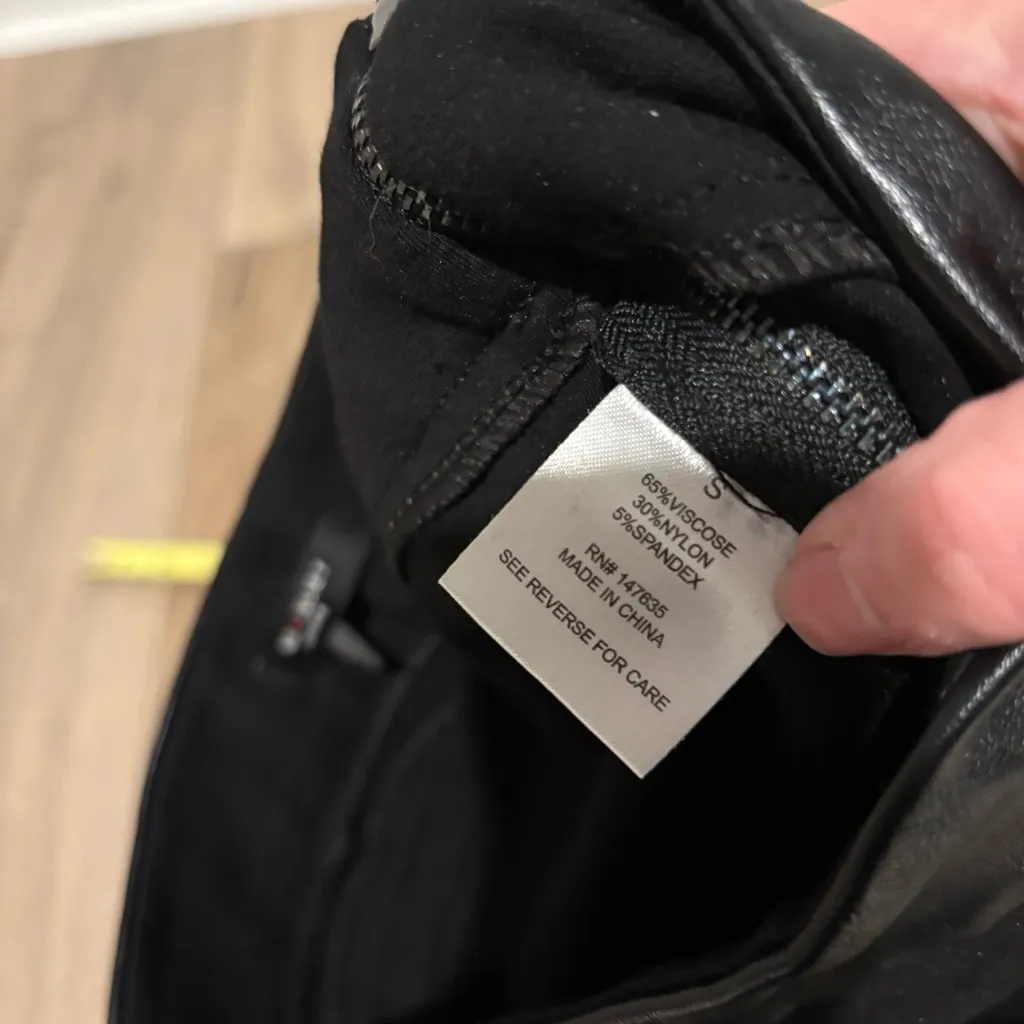 S
65%VISCOSE
30%NYLON
5%SPANDEX
RN# 147635
MADE IN CHINA
SEE REVERSE FOR CARE